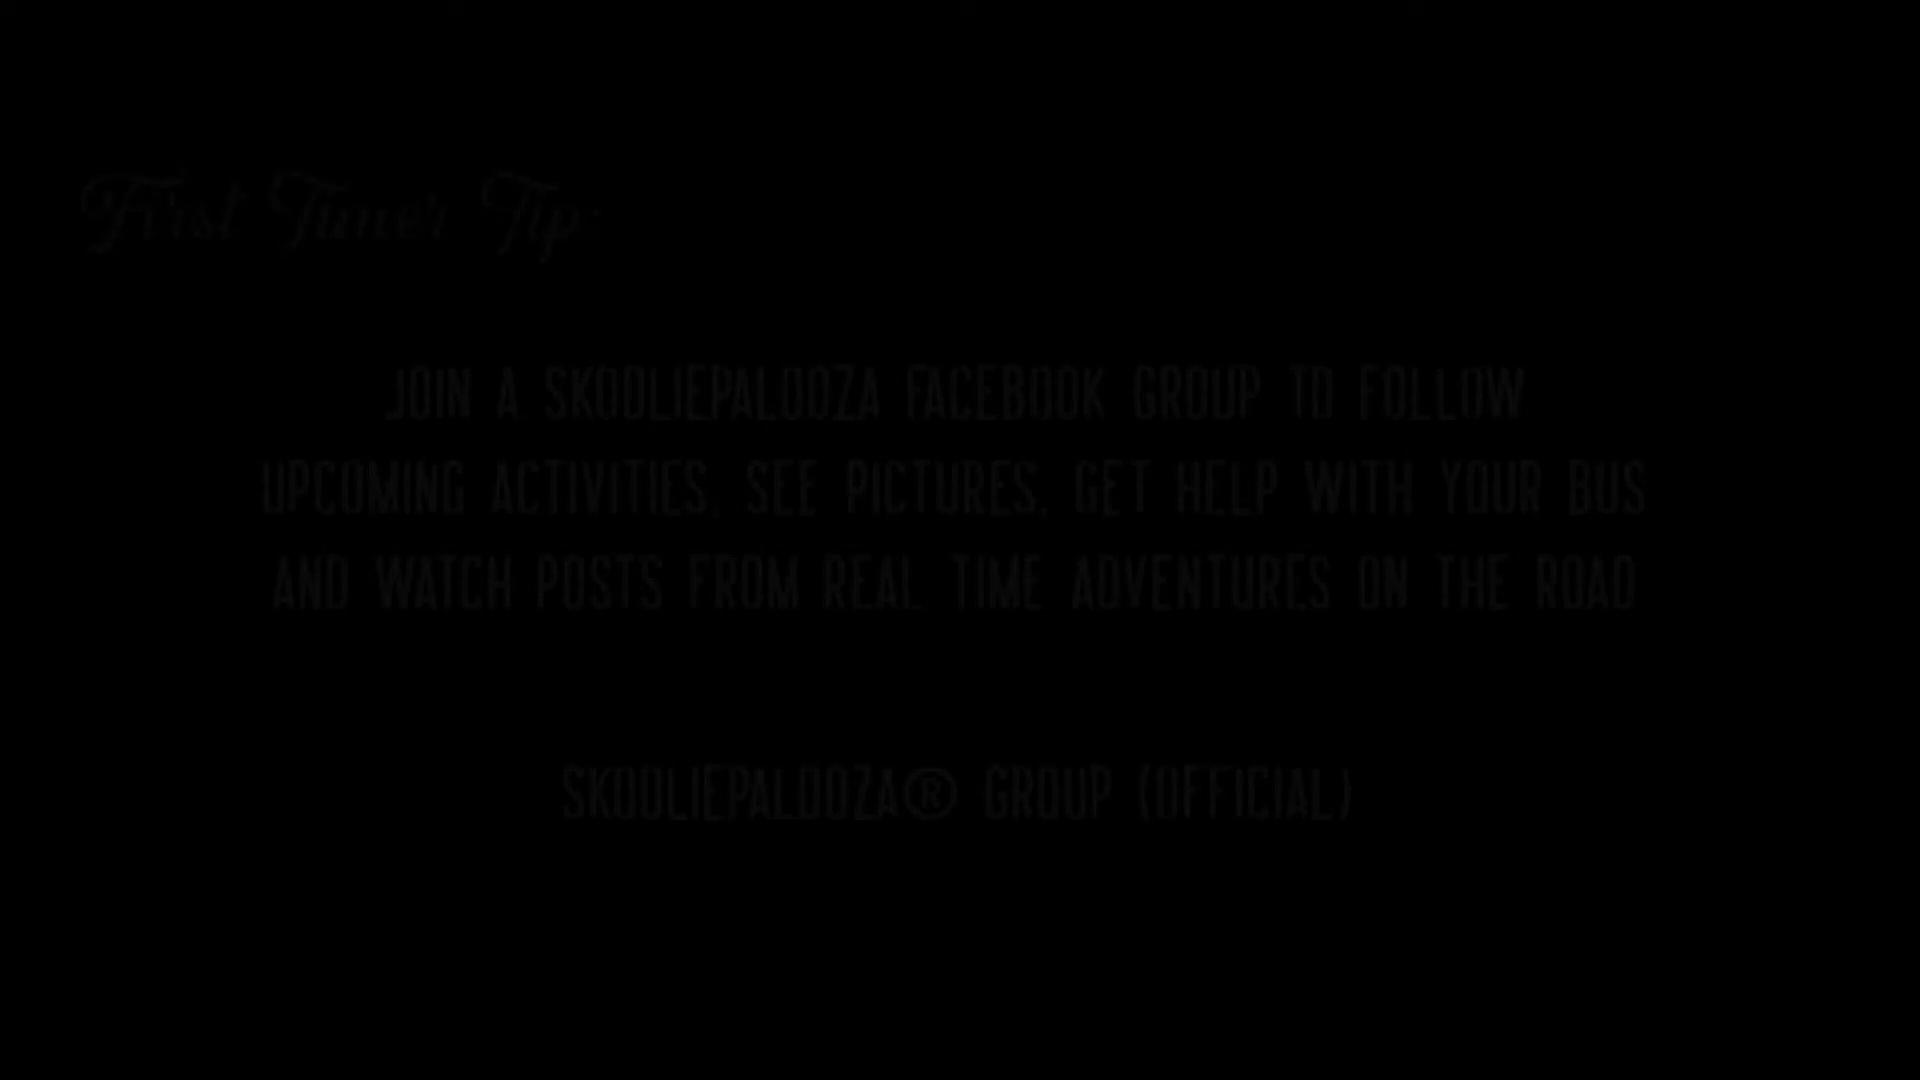 First Timer Tip:
JOIN A SKOOLIEPALOOZA FACEBOOK GROUP TO FOLLOW
UPCOMING ACTIVITIES, SEE PICTURES, GET HELP WITH YOUR BUS
AND WATCH POSTS FROM REAL TIME ADVENTURES ON THE ROAD
SKOOLIEPALOOZA® GROUP (OFFICIAL)